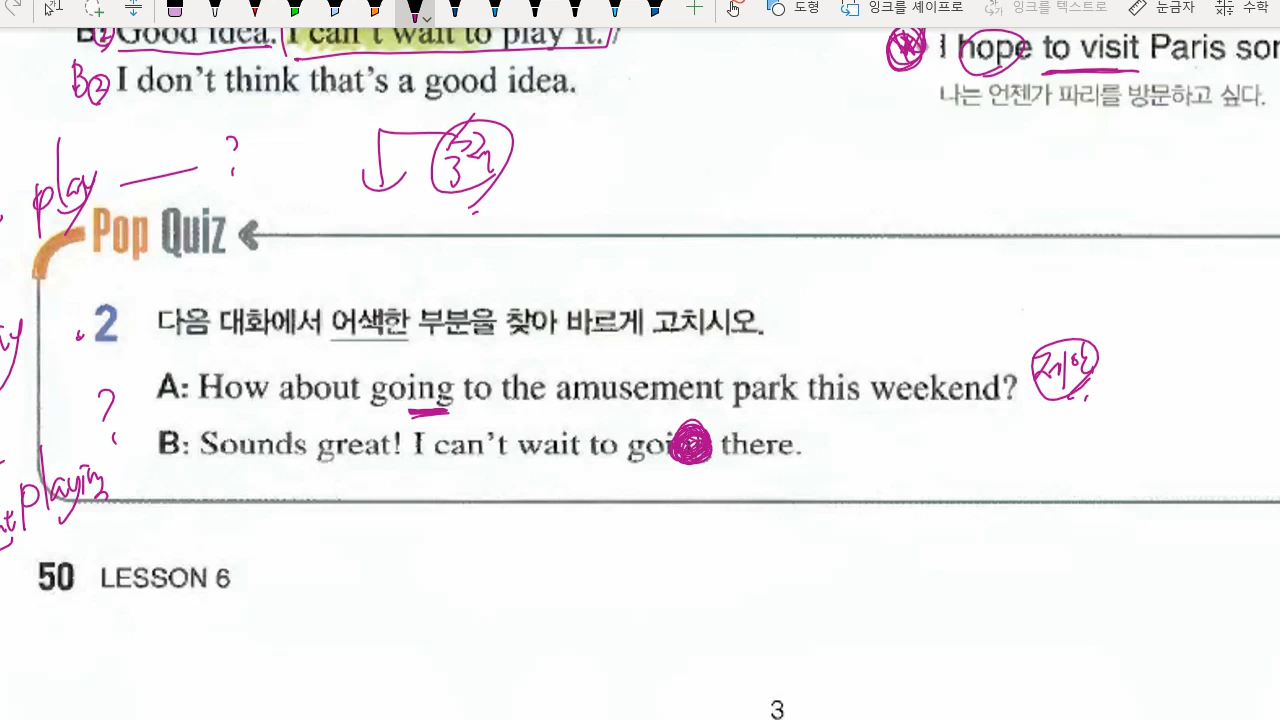 도형
잉크를 셰이프로
잉크를 텍스트로
눈금자
수학
B① Good idea. I can't wait to play it.
B② I don't think that's a good idea.
I hope to visit Paris
나는 언젠가 파리를 방문하고 싶다.
play ?
Pop Quiz
2 다음 대화에서 어색한 부분을 찾아 바르게 고치시오.
A: How about going to the amusement park this weekend? 제안
B: Sounds great! I can't wait to goi there.
?
playing
50 LESSON 6
3